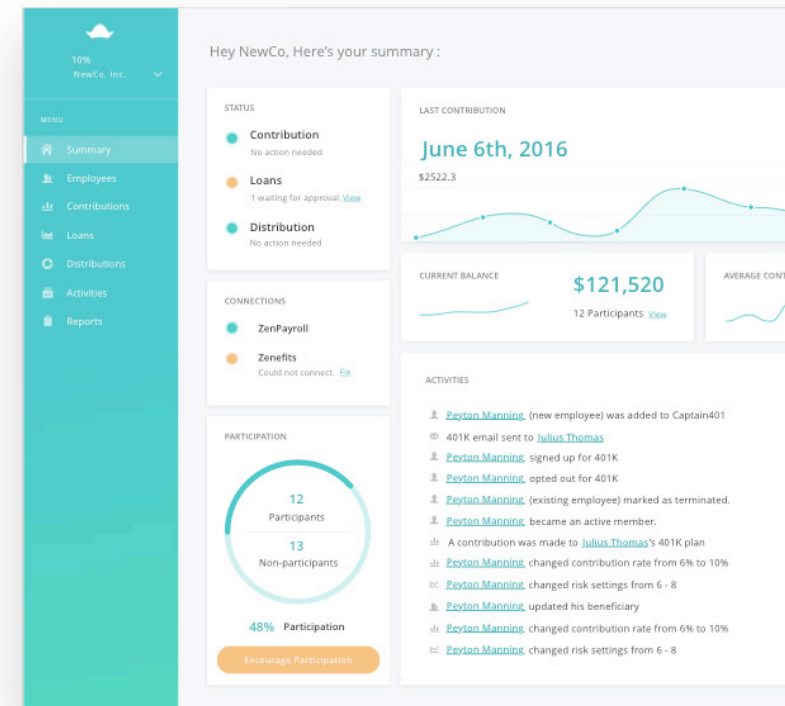 10%
NewCo, Inc.
MENU
Summary
Employees
Contributions
Loans
Distributions
Activities
Reports
Hey NewCo, Here's your summary :
STATUS
Contribution
No action needed
Loans
1 waiting for approval. View
Distribution
No action needed
CONNECTIONS
ZenPayroll
Zenefits
Could not connect. Fix
PARTICIPATION
12
Participants
13
Non-participants
48% Participation
Encourage Participation
LAST CONTRIBUTION
June 6th, 2016
$2522.3
CURRENT BALANCE
$121,520
12 Participants View
AVERAGE CONT
ACTIVITIES
Peyton Manning (new employee) was added to Captain401
401K email sent to Julius Thomas
Peyton Manning signed up for 401K
Peyton Manning opted out for 401K
Peyton Manning (existing employee) marked as terminated.
Peyton Manning became an active member.
A contribution was made to Julius Thomas's 401K plan
Peyton Manning changed contribution rate from 6% to 10%
Peyton Manning changed risk settings from 6 - 8
Peyton Manning updated his beneficiary
Peyton Manning changed contribution rate from 6% to 10%
Peyton Manning changed risk settings from 6 - 8